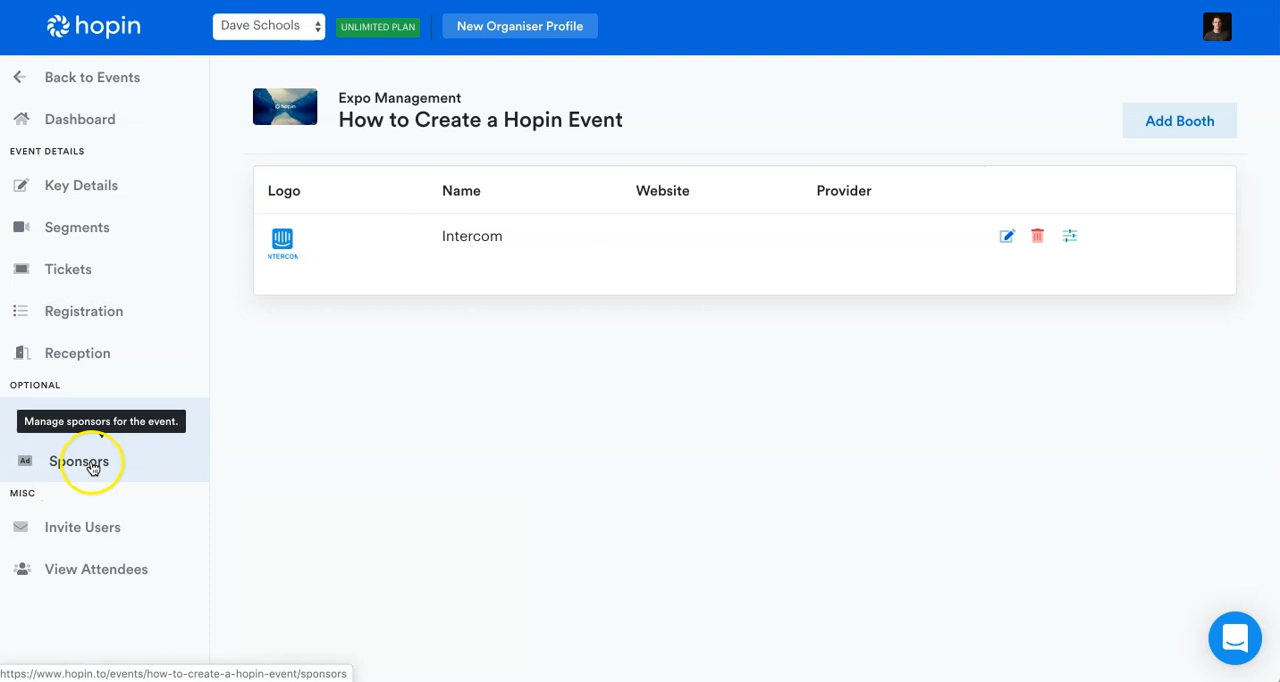 hopin
Dave Schools
UNLIMITED PLAN
New Organiser Profile
Back to Events
Dashboard
EVENT DETAILS
Key Details
Segments
Tickets
Registration
Reception
OPTIONAL
Manage sponsors for the event.
Ad
Sponsors
MISC
Invite Users
View Attendees
hopin
Expo Management
How to Create a Hopin Event
Add Booth
Logo Name Website Provider
NTERCOM
Intercom
https://www.hopin.to/events/how-to-create-a-hopin-event/sponsors